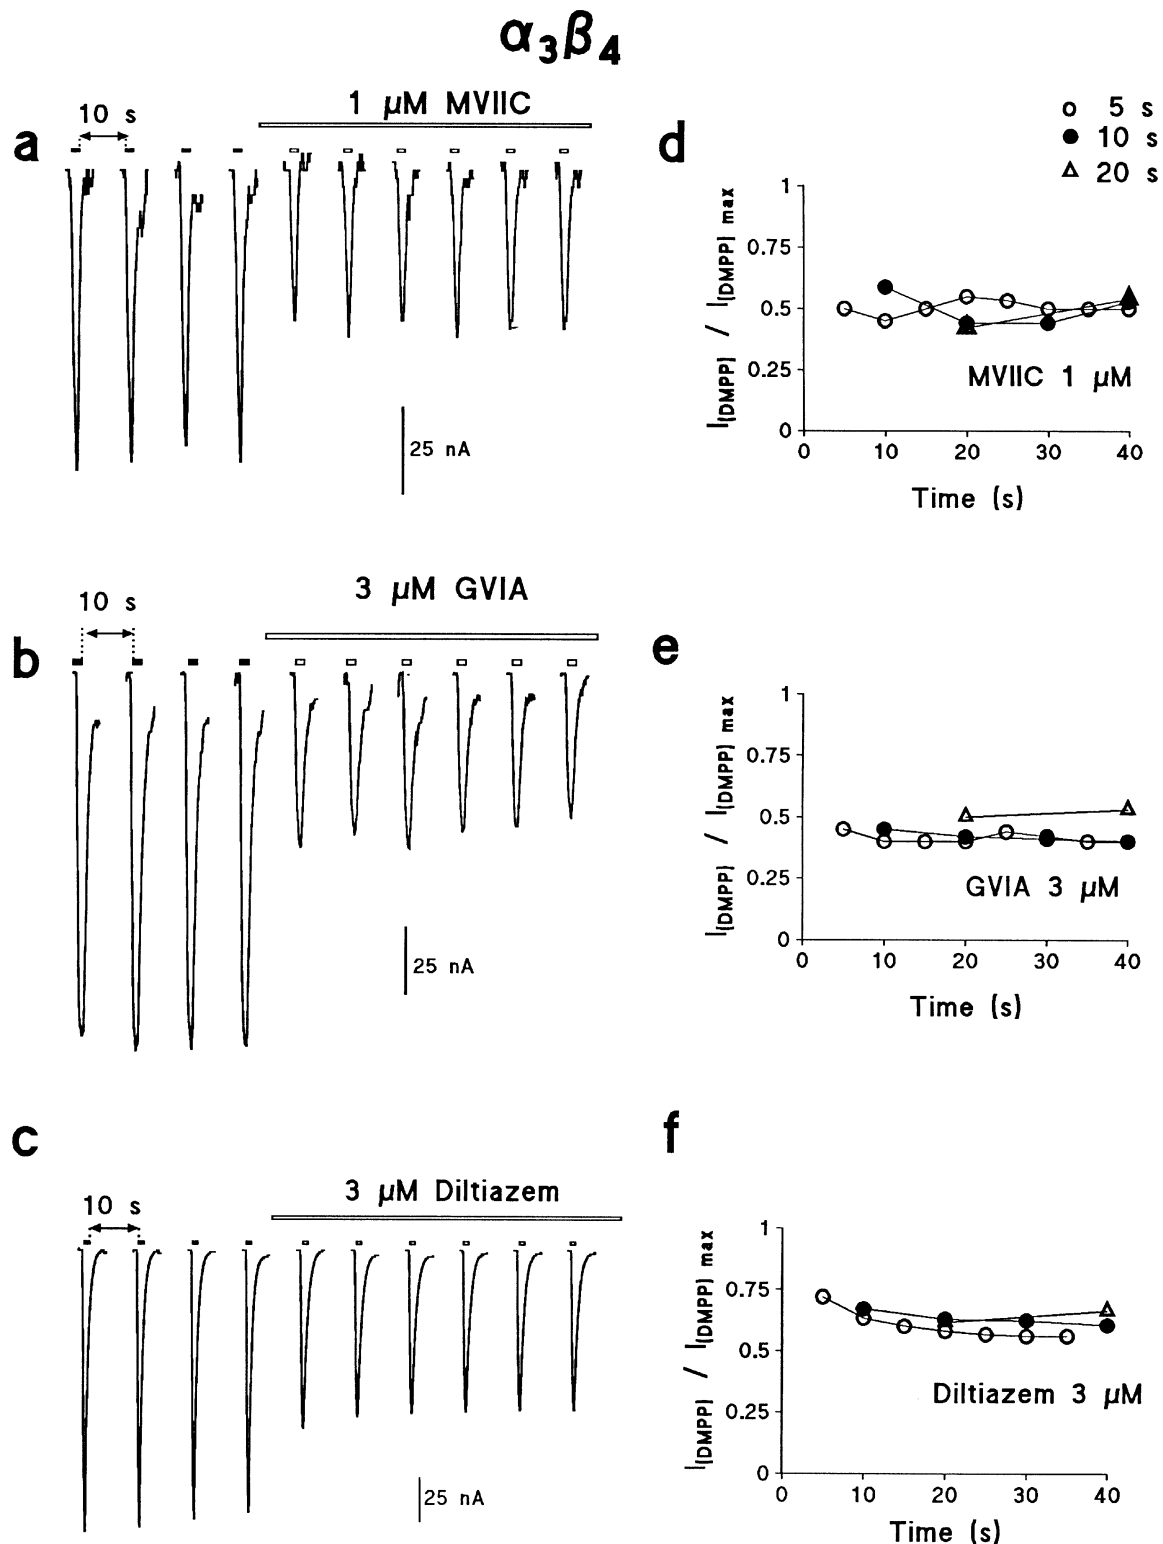 α3β4
a
10 s
1 µM MVIIC
25 nA
d
5 s
10 s
20 s
I[DMPP] / I[DMPP] max
1
0.75
0.5
0.25
0
0 10 20 30 40
MVIIC 1 µM
Time (s)
b
10 s
3 µM GVIA
25 nA
e
I[DMPP] / I[DMPP] max
1
0.75
0.5
0.25
0
0 10 20 30 40
GVIA 3 µM
Time (s)
c
10 s
3 µM Diltiazem
25 nA
f
I[DMPP] / I[DMPP] max
1
0.75
0.5
0.25
0
0 10 20 30 40
Diltiazem 3 µM
Time (s)